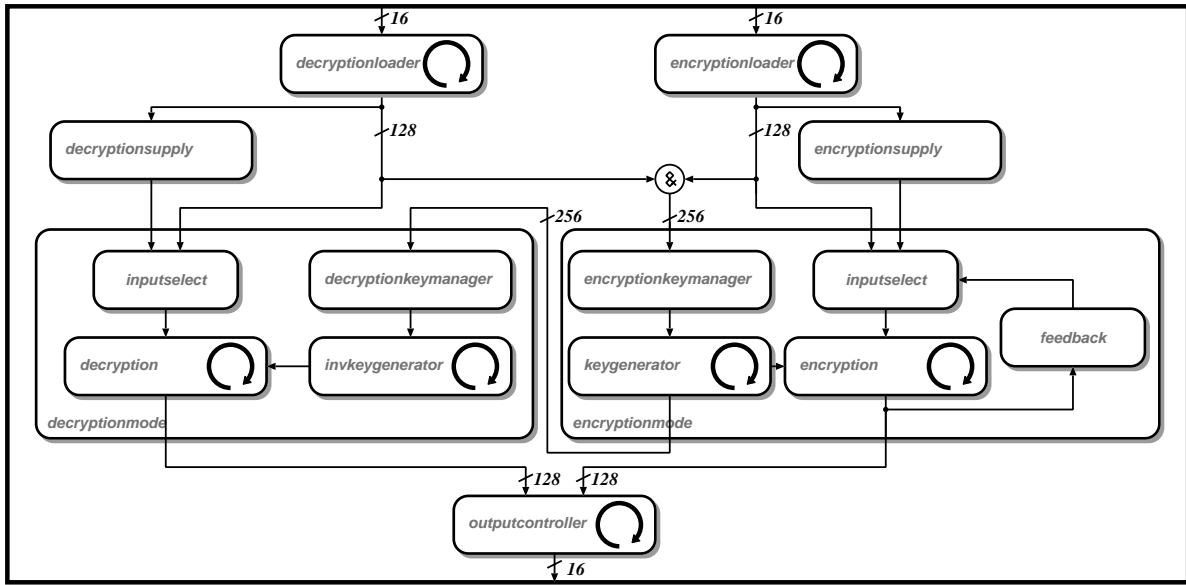 16
16
decryptionloader
encryptionloader
128
128
decryptionsupply
encryptionsupply
&
256
256
inputselect
decryptionkeymanager
encryptionkeymanager
inputselect
feedback
decryption
invkeygenerator
keygenerator
encryption
decryptionmode
encryptionmode
128
128
outputcontroller
16